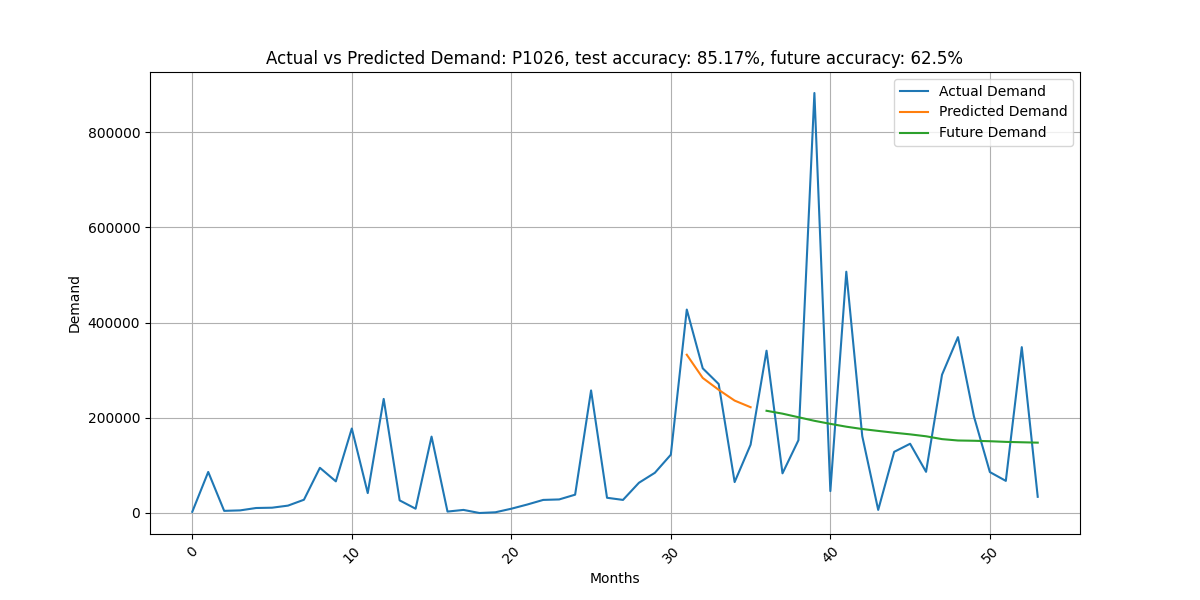 Actual vs Predicted Demand: P1026, test accuracy: 85.17%, future accuracy: 62.5%
Actual Demand
Predicted Demand
Future Demand
800000
600000
400000
200000
0
Demand
0
10
20
30
40
50
Months